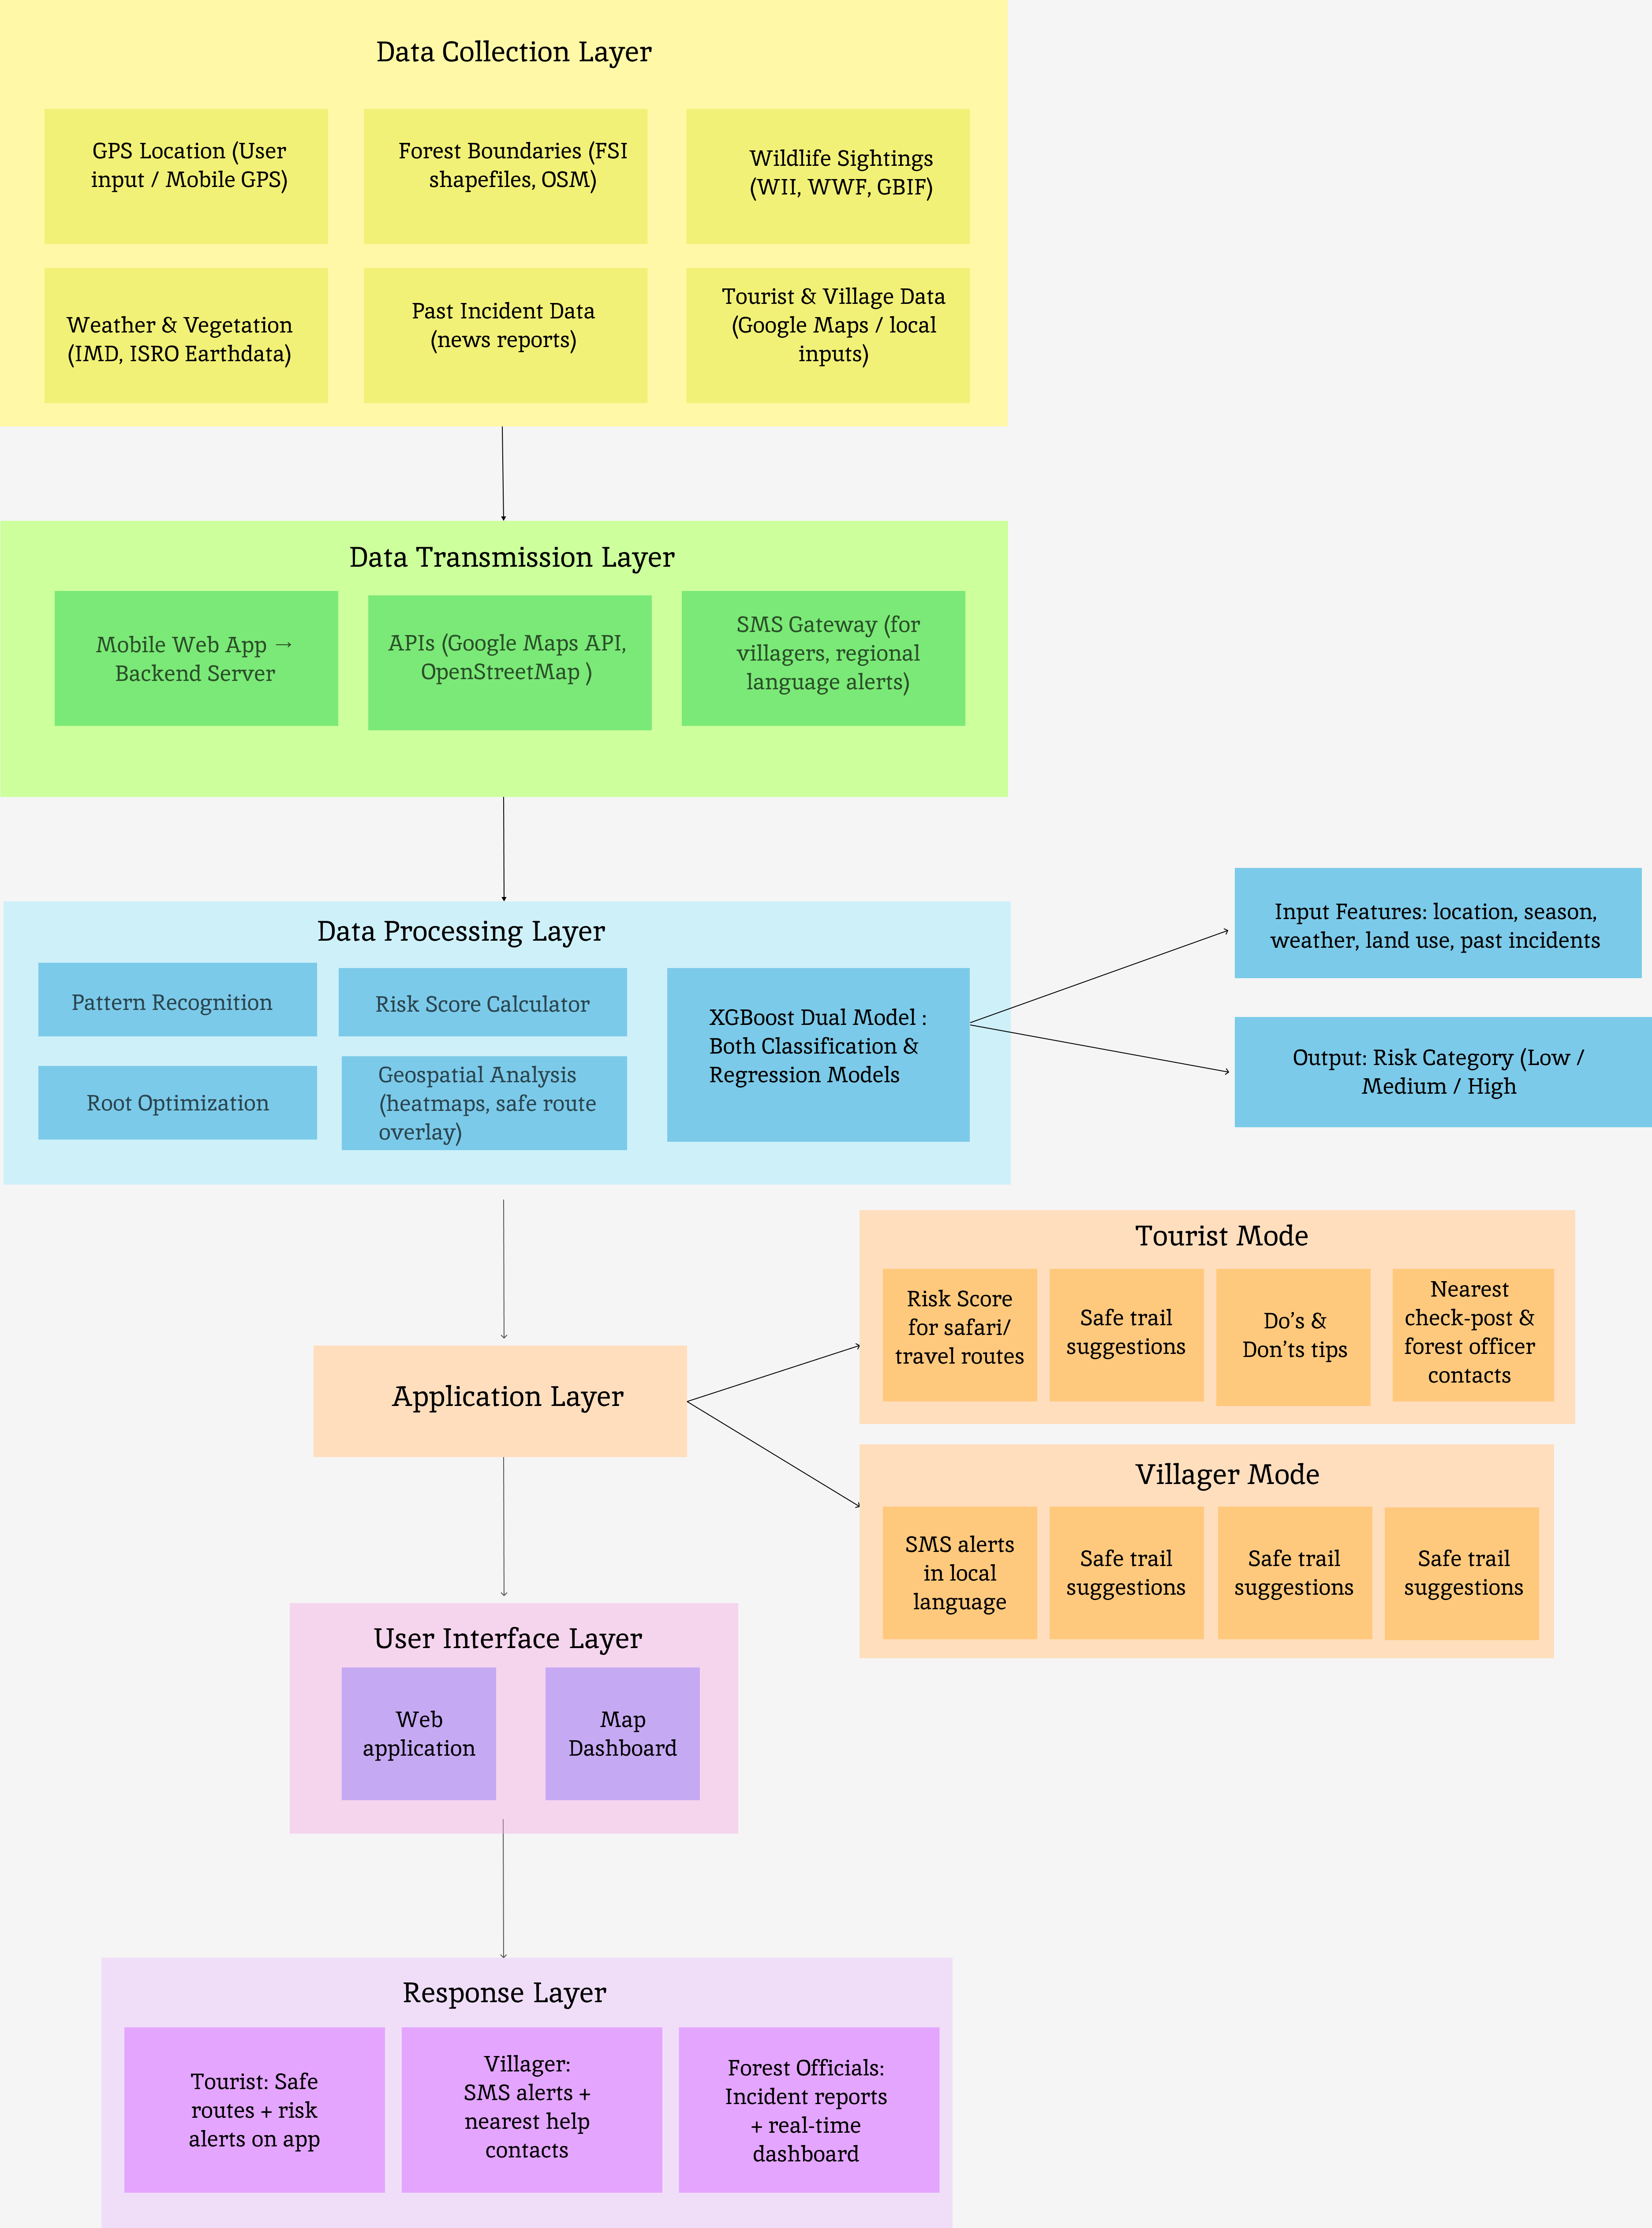 Data Collection Layer
GPS Location (User
input / Mobile GPS)
Forest Boundaries (FSI
shapefiles, OSM)
Wildlife Sightings
(WII, WWF, GBIF)
Weather & Vegetation
(IMD, ISRO Earthdata)
Past Incident Data
(news reports)
Tourist & Village Data
(Google Maps / local
inputs)
Data Transmission Layer
Mobile Web App →
Backend Server
APIs (Google Maps API,
OpenStreetMap )
SMS Gateway (for
villagers, regional
language alerts)
Data Processing Layer
Pattern Recognition
Risk Score Calculator
XGBoost Dual Model :
Both Classification &
Regression Models
Root Optimization
Geospatial Analysis
(heatmaps, safe route
overlay)
Input Features: location, season,
weather, land use, past incidents
Output: Risk Category (Low /
Medium / High
Application Layer
Tourist Mode
Risk Score
for safari/
travel routes
Safe trail
suggestions
Do’s &
Don’ts tips
Nearest
check-post &
forest officer
contacts
Villager Mode
SMS alerts
in local
language
Safe trail
suggestions
Safe trail
suggestions
Safe trail
suggestions
User Interface Layer
Web
application
Map
Dashboard
Response Layer
Tourist: Safe
routes + risk
alerts on app
Villager:
SMS alerts +
nearest help
contacts
Forest Officials:
Incident reports
+ real-time
dashboard